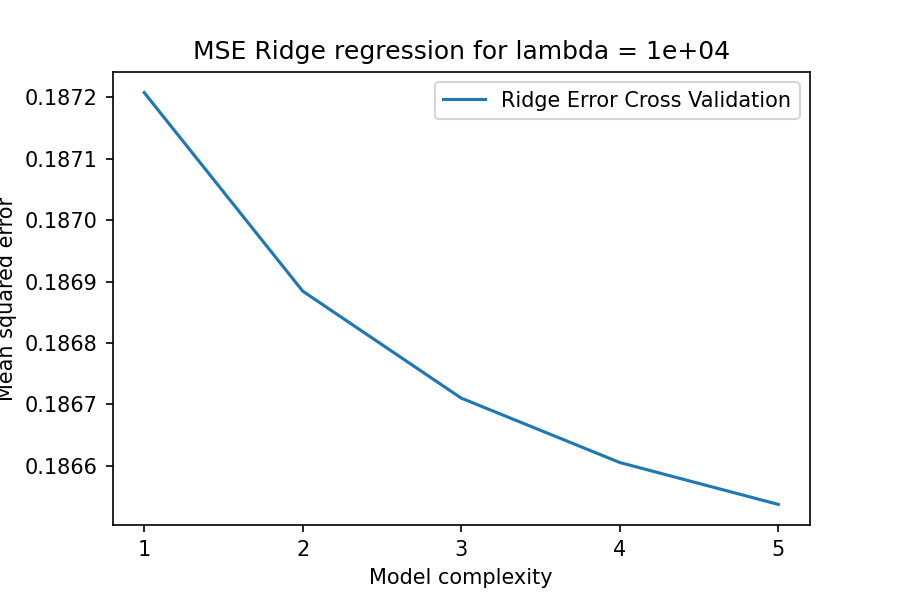 MSE Ridge regression for lambda = 1e+04
Ridge Error Cross Validation
0.1872
0.1871
0.1870
0.1869
0.1868
0.1867
0.1866
Mean squared error
1 2 3 4 5
Model complexity